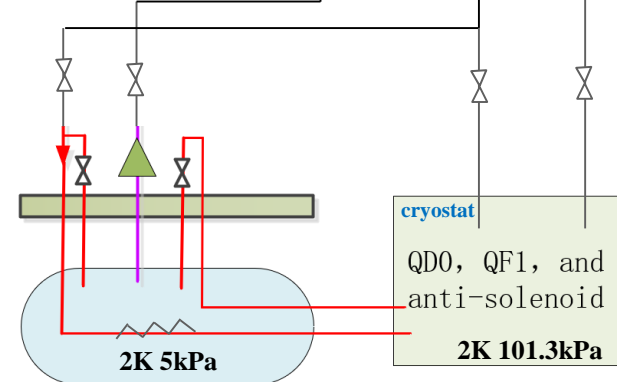 cryostat
QD0, QF1, and
anti-solenoid
2K 101.3kPa
2K 5kPa